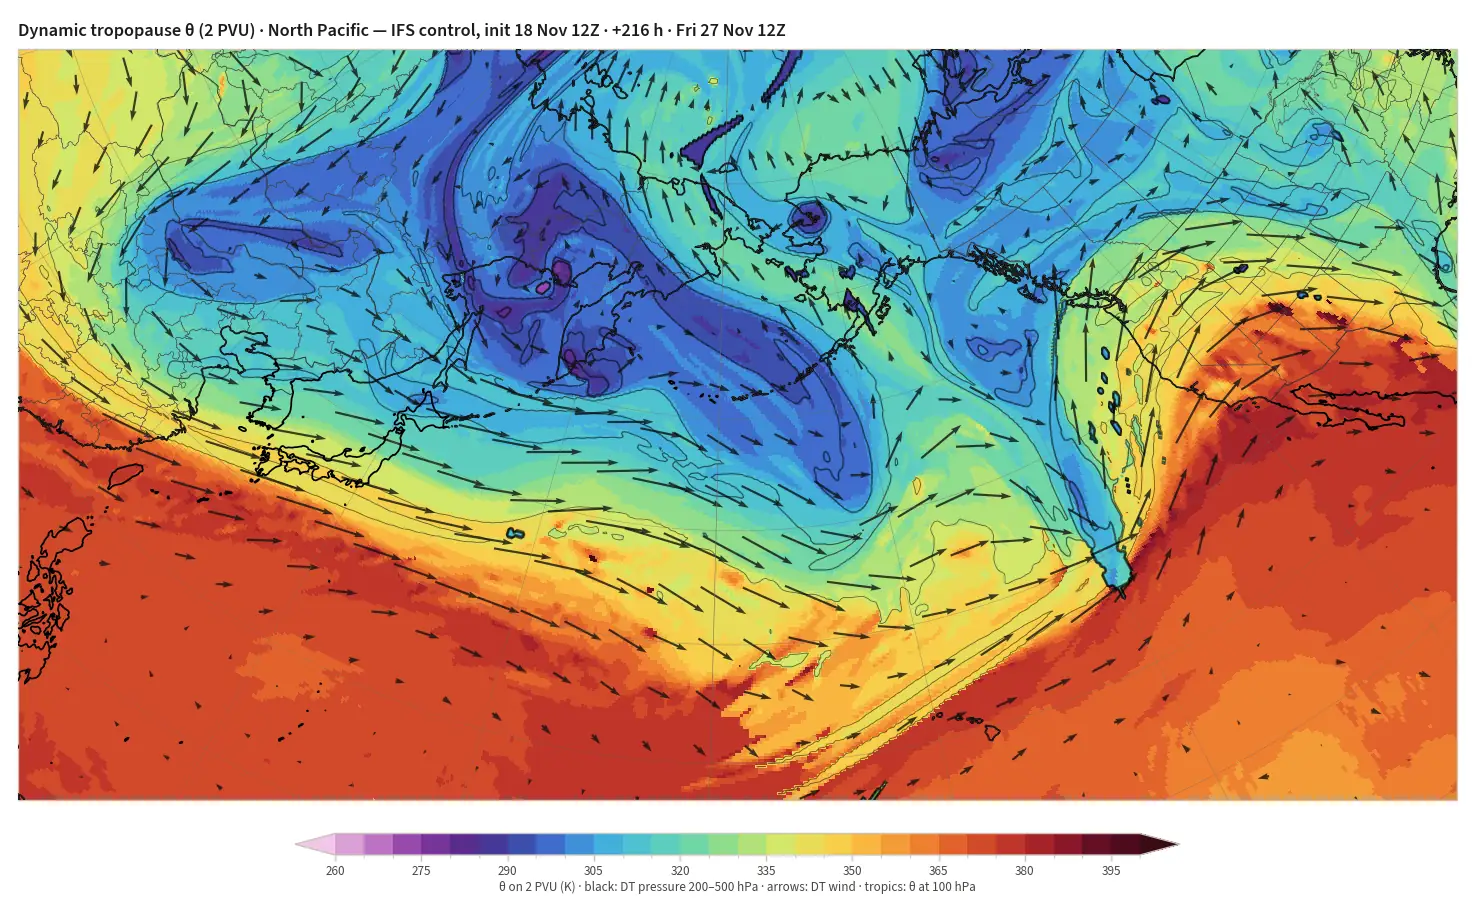 Dynamic tropopause θ (2 PVU) · North Pacific — IFS control, init 18 Nov 12Z · +216 h · Fri 27 Nov 12Z
260 275 290 305 320 335 350 365 380 395
θ on 2 PVU (K) · black: DT pressure 200–500 hPa · arrows: DT wind · tropics: θ at 100 hPa